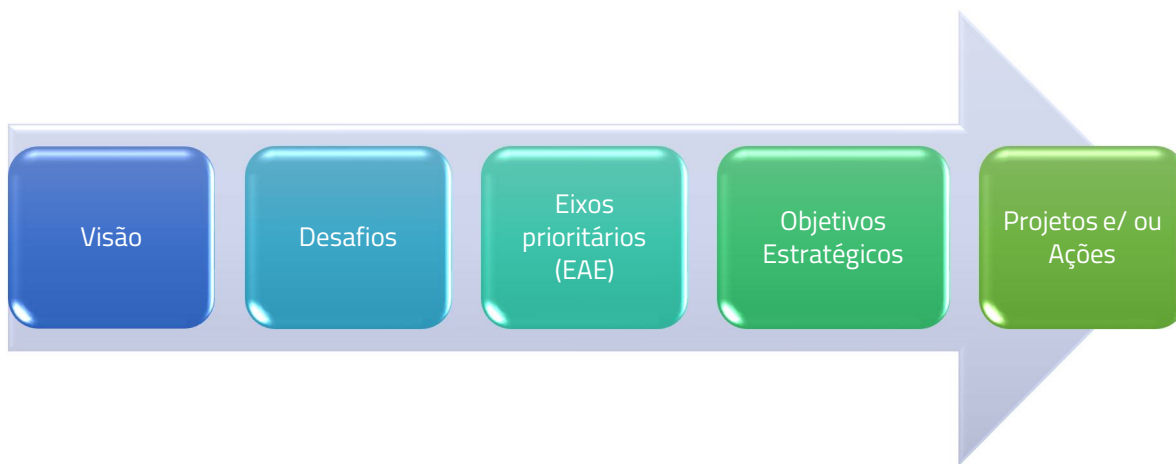 Visão
Desafios
Eixos
prioritários
(EAE)
Objetivos
Estratégicos
Projetos e/ ou
Ações